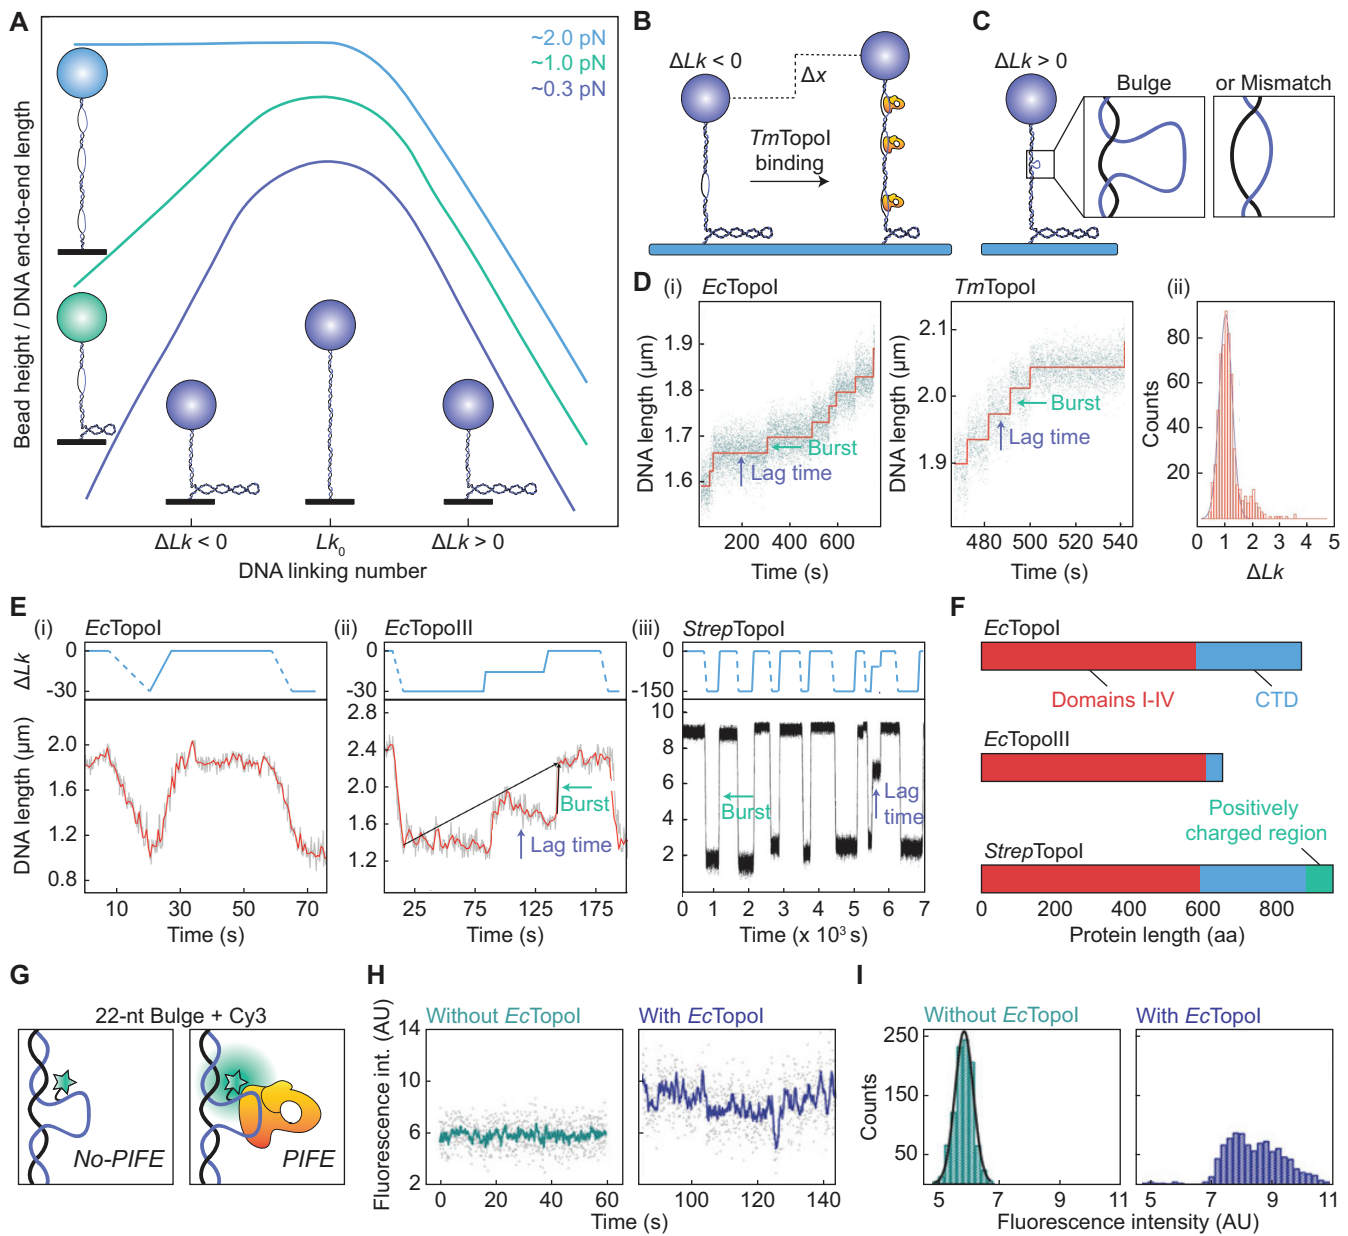 A
~2.0 pN
~1.0 pN
~0.3 pN
Bead height / DNA end-to-end length
ΔLk < 0
Lk0
ΔLk > 0
DNA linking number
B
ΔLk < 0
Δx
TmTopoI
binding
C
ΔLk > 0
Bulge
or Mismatch
D
(i)
EcTopoI
DNA length (µm)
1.9
1.8
1.7
1.6
Burst
Lag time
200 400 600
Time (s)
TmTopoI
DNA length (µm)
2.1
2.0
1.9
Burst
Lag time
480 500 520 540
Time (s)
(ii)
Counts
80
60
40
20
0 1 2 3 4 5
ΔLk
E
(i)
EcTopoI
ΔLk
0
-30
DNA length (µm)
2.0
1.6
1.2
0.8
10 30 50 70
Time (s)
(ii)
EcTopoIII
0
-30
2.8
2.4
2.0
1.6
1.2
Burst
Lag time
25 75 125 175
Time (s)
(iii)
StrepTopoI
0
-150
10
8
6
4
2
Burst
Lag
time
0 1 2 3 4 5 6 7
Time (x 10³ s)
F
EcTopoI
Domains I-IV
CTD
EcTopoIII
Positively
charged region
StrepTopoI
0 200 400 600 800
Protein length (aa)
G
22-nt Bulge + Cy3
No-PIFE
PIFE
H
Without EcTopoI
With EcTopoI
Fluorescence int. (AU)
14
10
6
2
0 20 40 60
100 120 140
Time (s)
I
Without EcTopoI
With EcTopoI
Counts
250
150
50
5 7 9 11
5 7 9 11
Fluorescence intensity (AU)